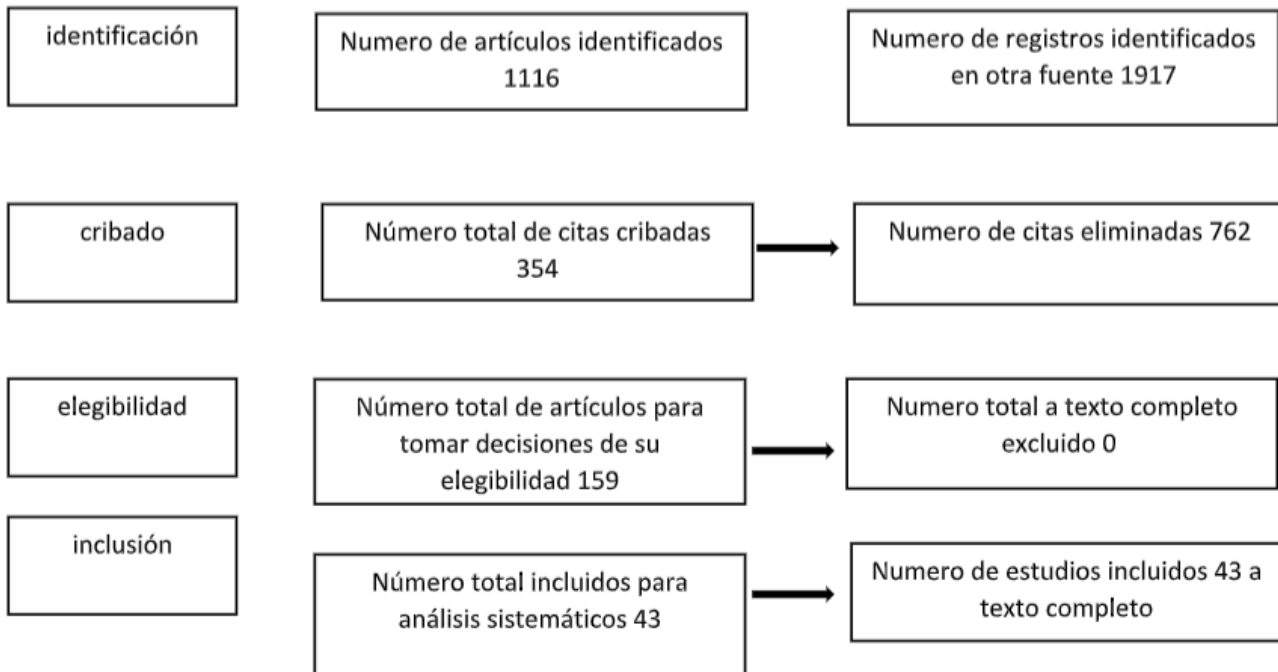 identificación
Numero de artículos identificados
1116
Numero de registros identificados
en otra fuente 1917
cribado
Número total de citas cribadas
354
Numero de citas eliminadas 762
elegibilidad
Número total de artículos para
tomar decisiones de su
elegibilidad 159
Numero total a texto completo
excluido 0
inclusión
Número total incluidos para
análisis sistemáticos 43
Numero de estudios incluidos 43 a
texto completo